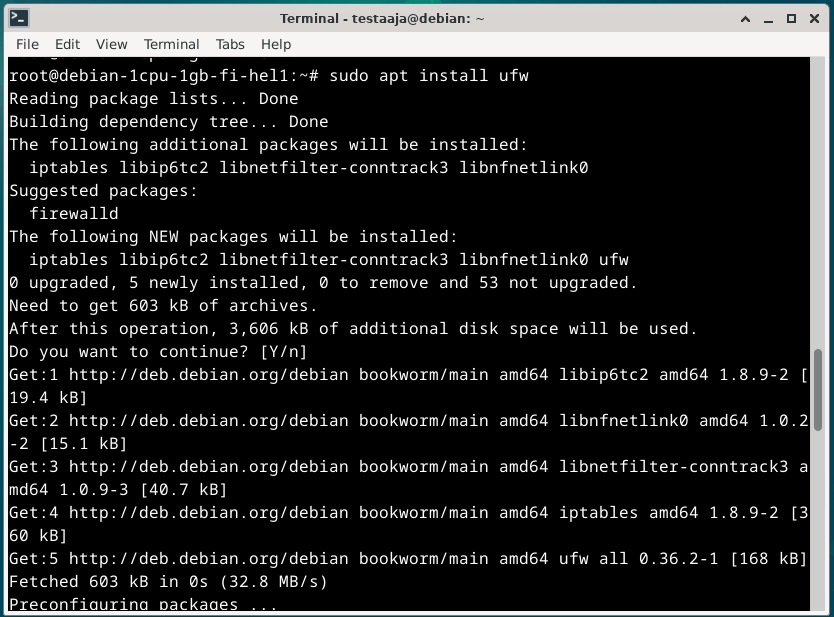 Terminal - testaaja@debian: ~
File Edit View Terminal Tabs Help
root@debian-1cpu-1gb-fi-hel1:~# sudo apt install ufw
Reading package lists... Done
Building dependency tree... Done
The following additional packages will be installed:
  iptables libip6tc2 libnetfilter-conntrack3 libnfnetlink0
Suggested packages:
  firewalld
The following NEW packages will be installed:
  iptables libip6tc2 libnetfilter-conntrack3 libnfnetlink0 ufw
0 upgraded, 5 newly installed, 0 to remove and 53 not upgraded.
Need to get 603 kB of archives.
After this operation, 3,606 kB of additional disk space will be used.
Do you want to continue? [Y/n]
Get:1 http://deb.debian.org/debian bookworm/main amd64 libip6tc2 amd64 1.8.9-2 [
19.4 kB]
Get:2 http://deb.debian.org/debian bookworm/main amd64 libnfnetlink0 amd64 1.0.2
-2 [15.1 kB]
Get:3 http://deb.debian.org/debian bookworm/main amd64 libnetfilter-conntrack3 a
md64 1.0.9-3 [40.7 kB]
Get:4 http://deb.debian.org/debian bookworm/main amd64 iptables amd64 1.8.9-2 [3
60 kB]
Get:5 http://deb.debian.org/debian bookworm/main amd64 ufw all 0.36.2-1 [168 kB]
Fetched 603 kB in 0s (32.8 MB/s)
Preconfiguring packages ...